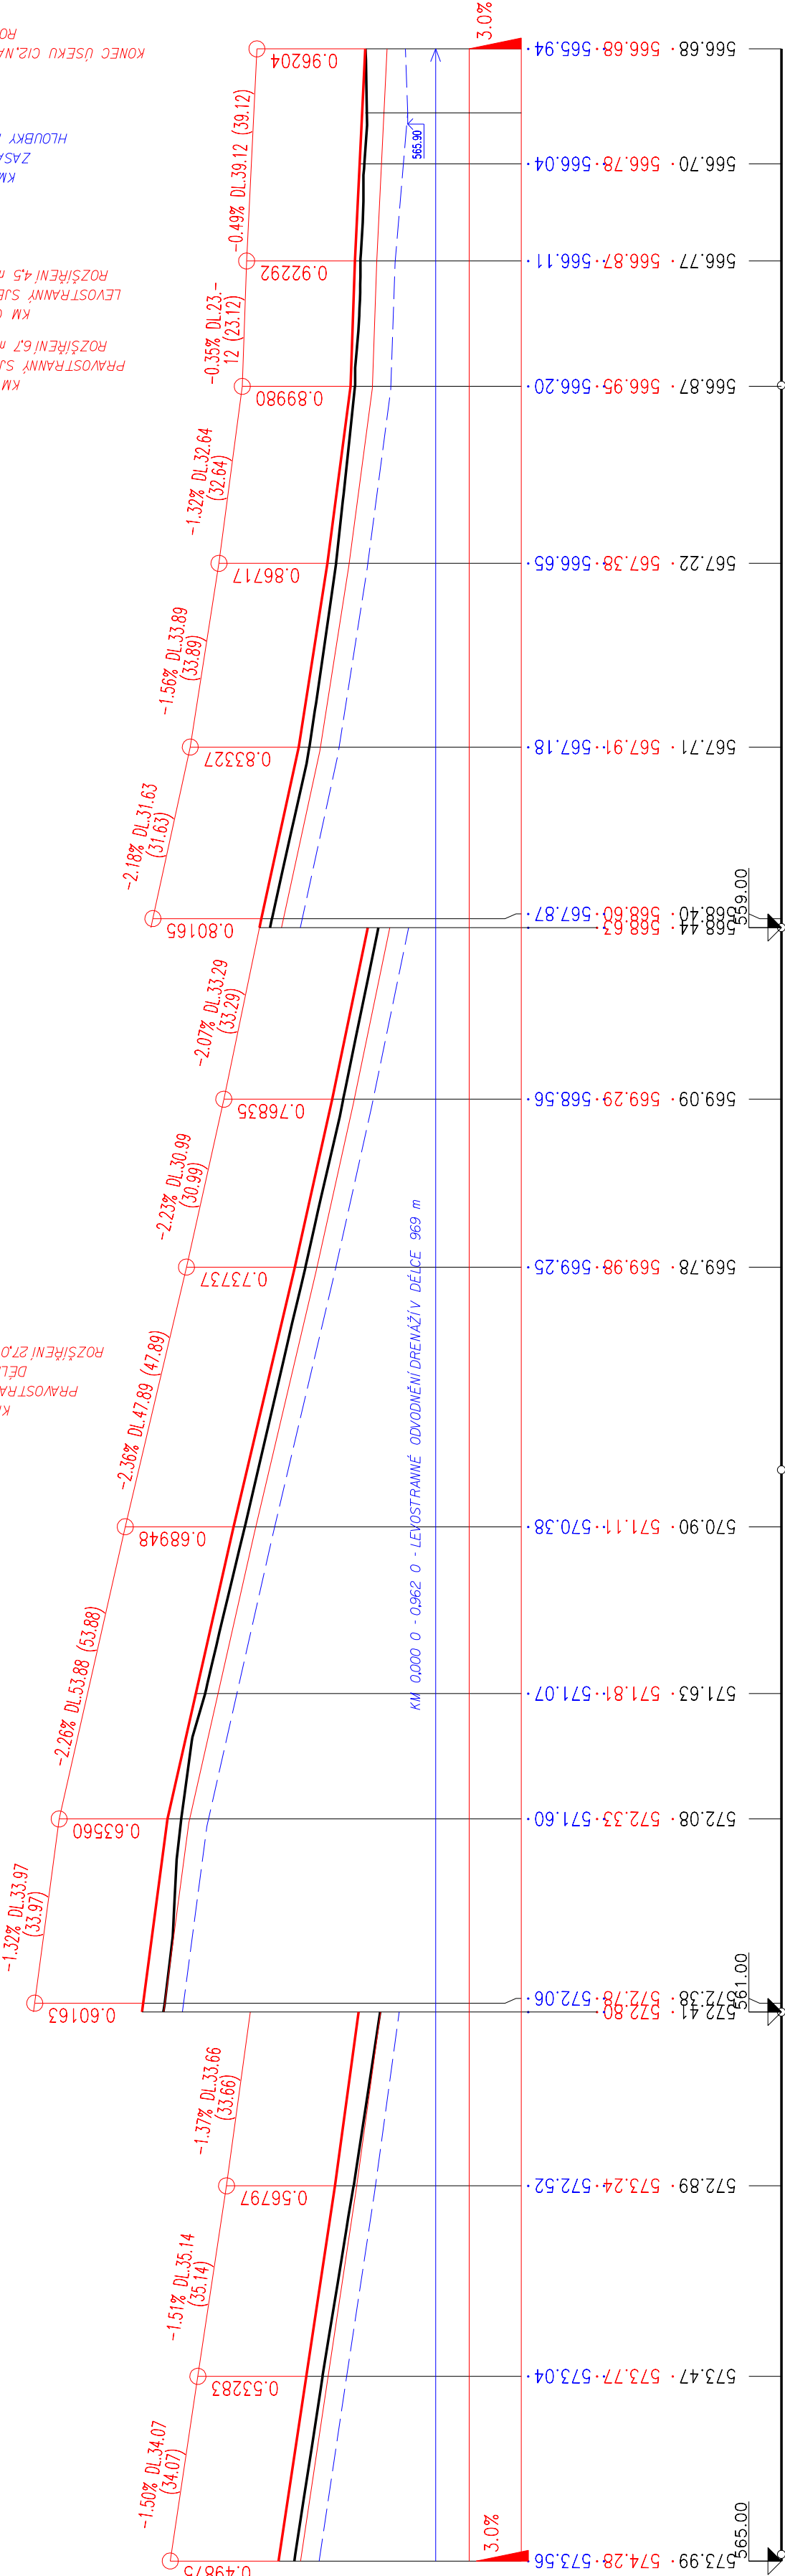 KONEC ÚSEKU
HLOUBKY
KM
ROZŠÍŘENÍ 4,5
LEVOSTRANNÝ
KM
ROZŠÍŘENÍ 6,7
PRAVOSTRANNÝ
KM
ROZŠÍŘENÍ 27,0
0.96204
3.0%
565.94 · 566.68 · 566.68
-0.49% DL.39.12 (39.12)
565.90
566.04 · 566.78 · 566.70
0.92292
566.11 · 566.87 · 566.77
-0.35% DL.23.-
12 (23.12)
0.89980
566.20 · 566.95 · 566.87
-1.32% DL.32.64
(32.64)
0.86717
566.65 · 567.38 · 567.22
-1.56% DL.33.89
(33.89)
0.83327
567.18 · 567.91 · 567.71
-2.18% DL.31.63
(31.63)
0.80165
567.87 · 568.60 · 568.40
568.63 · 568.44
559.00
-2.07% DL.33.29
(33.29)
0.76835
568.56 · 569.29 · 569.09
-2.23% DL.30.99
(30.99)
0.73737
569.25 · 569.98 · 569.78
KM 0,000 0 - 0,962 0 - LEVOSTRANNÉ ODVODNĚNÍ DRENÁŽÍ V DÉLCE 969 m
-2.36% DL.47.89 (47.89)
0.68948
570.38 · 571.11 · 570.90
-2.26% DL.53.88 (53.88)
571.07 · 571.81 · 571.63
0.63560
571.60 · 572.33 · 572.08
-1.32% DL.33.97
(33.97)
0.60163
572.06 · 572.78 · 572.38
572.80 · 572.41
561.00
-1.37% DL.33.66
(33.66)
0.56797
572.52 · 573.24 · 572.89
-1.51% DL.35.14
(35.14)
0.53283
573.04 · 573.77 · 573.47
-1.50% DL.34.07
(34.07)
0.49875
3.0%
573.56 · 574.28 · 573.99
565.00